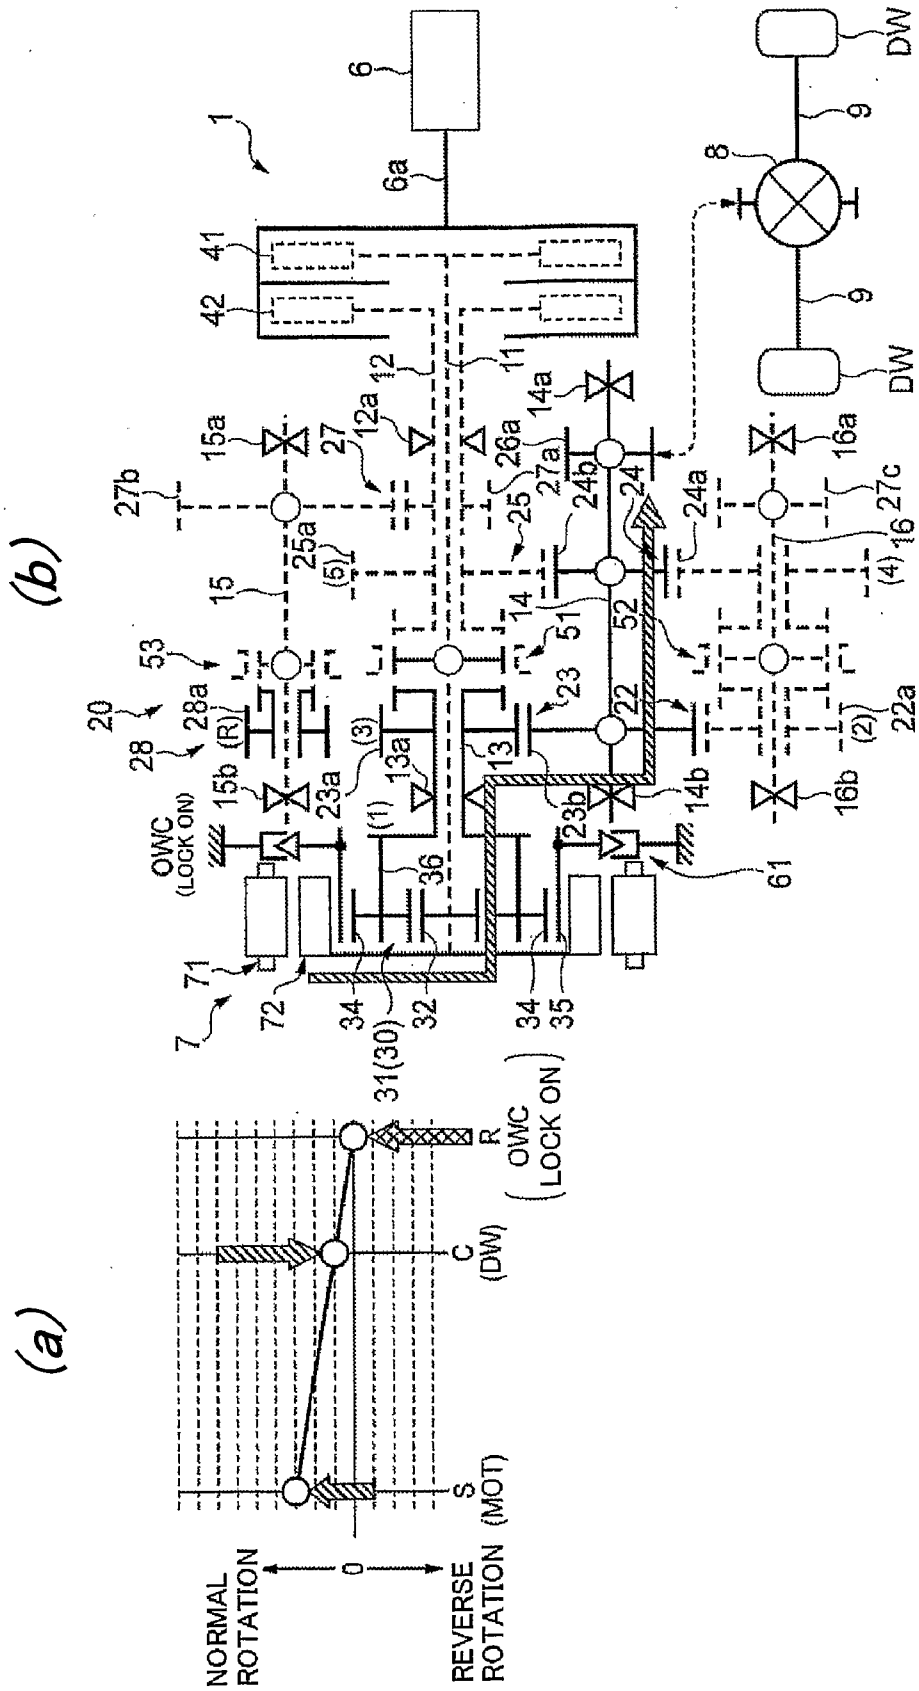 (a)
NORMAL
ROTATION
0
REVERSE
ROTATION
S
(MOT)
C
(DW)
R
OWC
LOCK ON
(b)
7
71
72
OWC
(LOCK ON)
34
31(30)
32
34
35
36
61
28
20
53
28a
(R)
15b
15
15a
27b
27
25a
(5)
23a
(3)
13a
(1)
13
51
23
23b
14
14b
22
52
25
24b
27a
26a
14a
24
24a
12a
12
11
42
41
6a
6
1
16b
(2)
22a
(4)
16
27c
16a
8
9
9
DW
DW